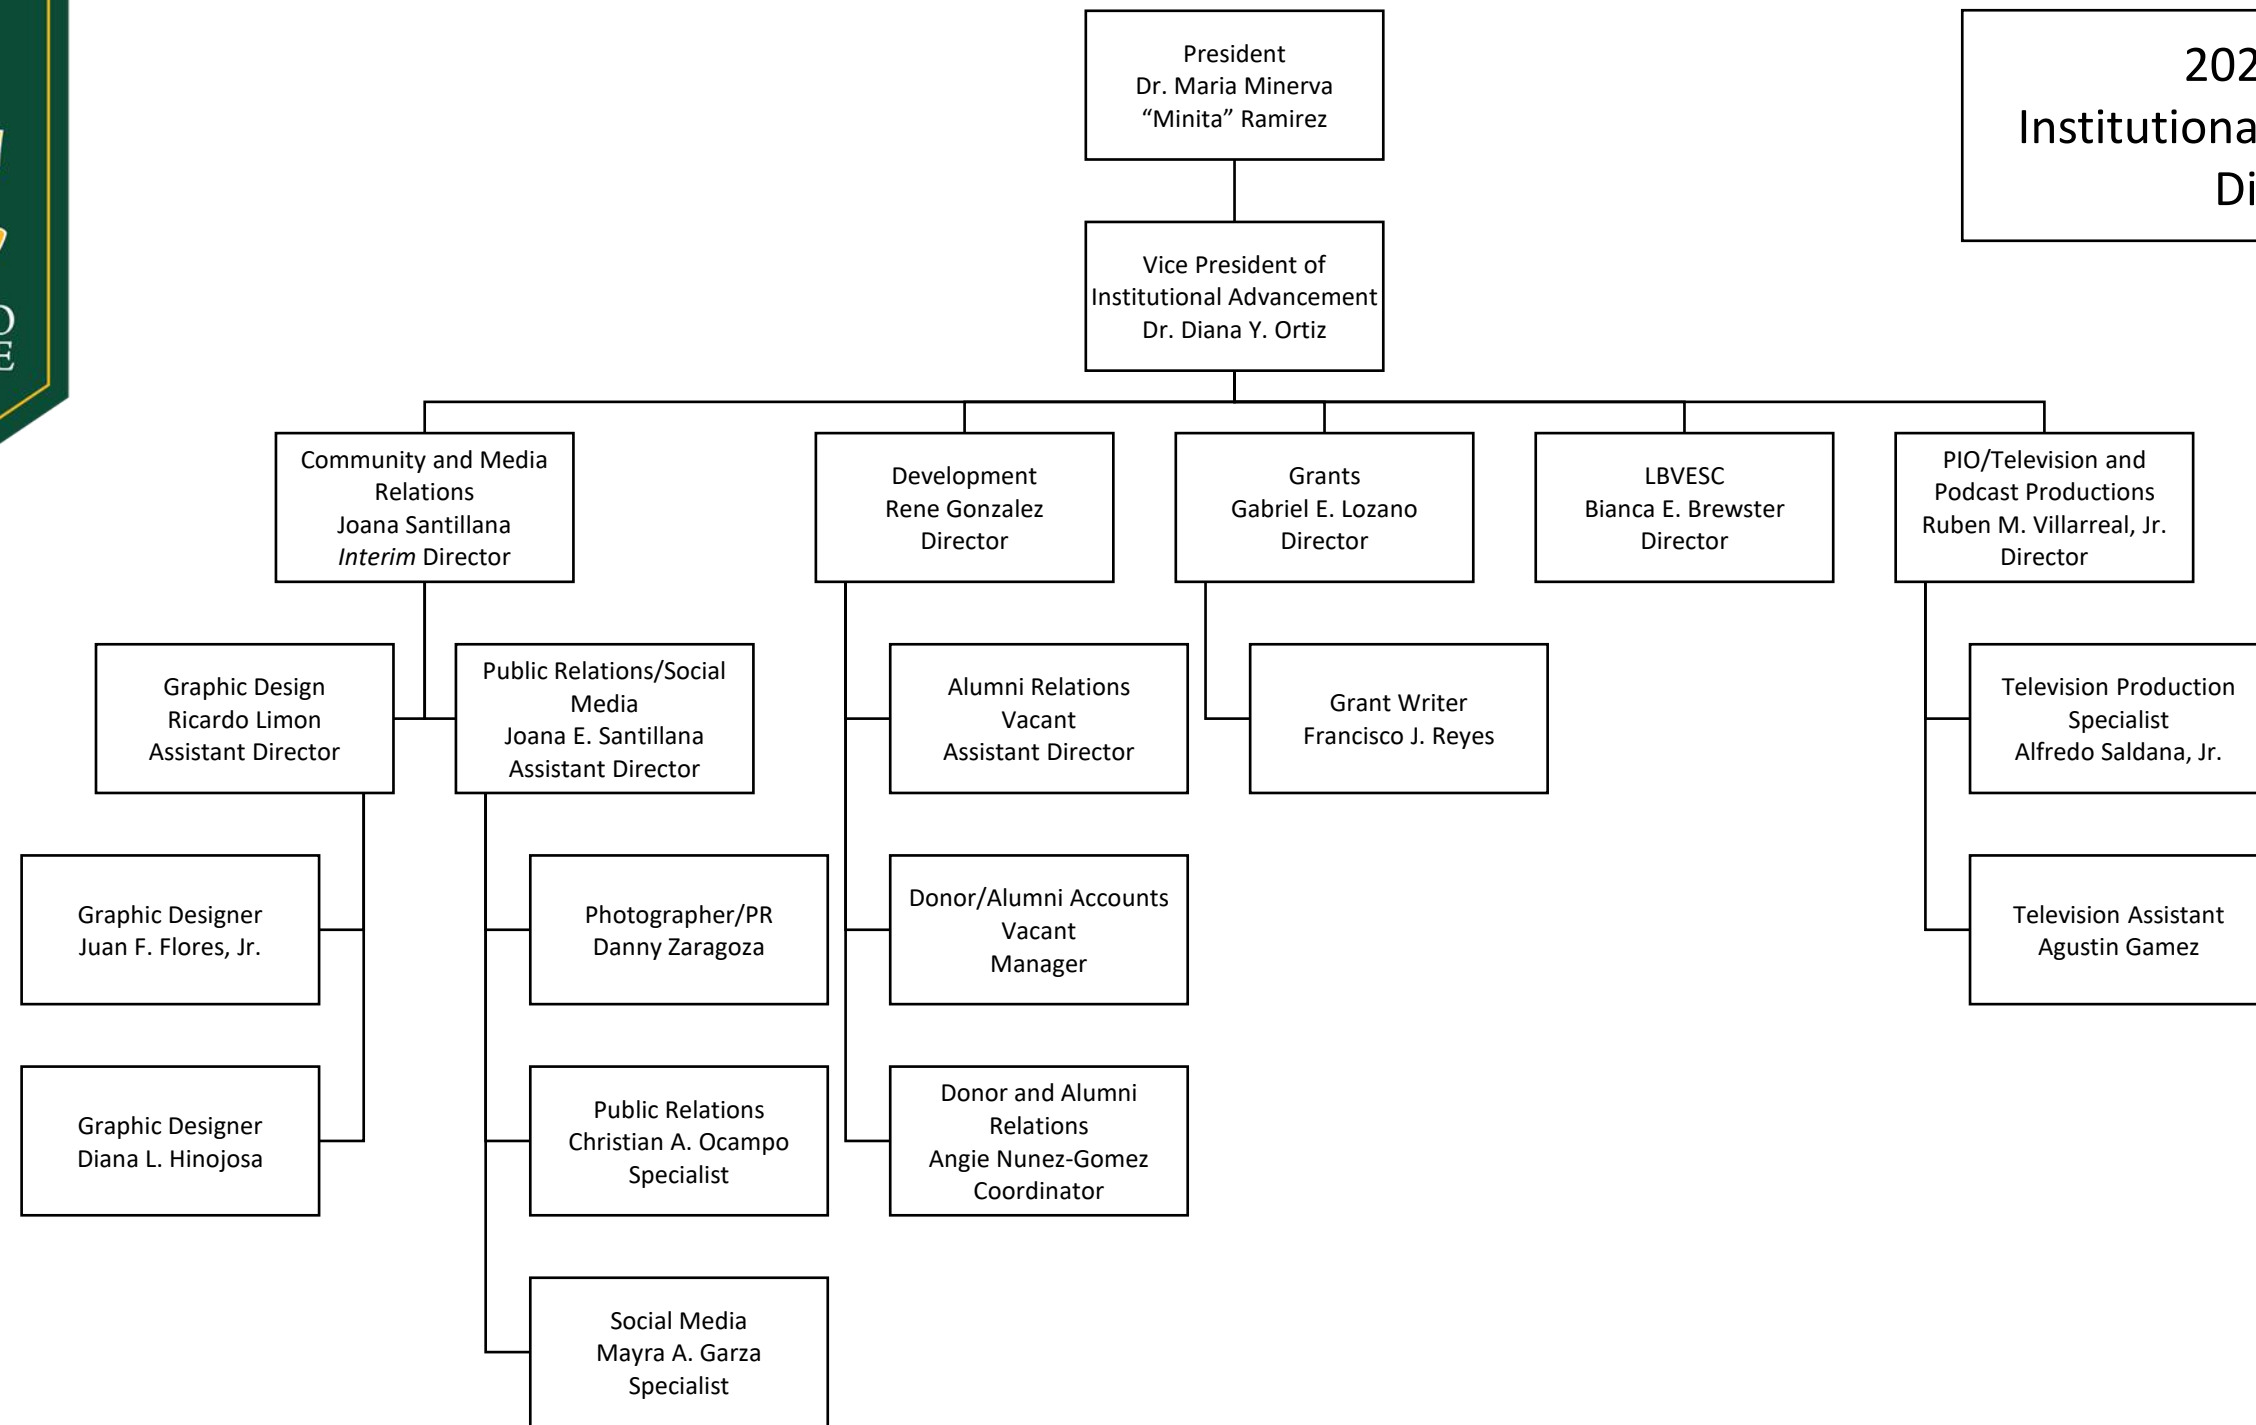 President
Dr. Maria Minerva
“Minita” Ramirez
202
Institutiona
Di
Vice President of
Institutional Advancement
Dr. Diana Y. Ortiz
O
E
Community and Media
Relations
Joana Santillana
Interim Director
Development
Rene Gonzalez
Director
Grants
Gabriel E. Lozano
Director
LBVESC
Bianca E. Brewster
Director
PIO/Television and
Podcast Productions
Ruben M. Villarreal, Jr.
Director
Graphic Design
Ricardo Limon
Assistant Director
Public Relations/Social
Media
Joana E. Santillana
Assistant Director
Alumni Relations
Vacant
Assistant Director
Grant Writer
Francisco J. Reyes
Television Production
Specialist
Alfredo Saldana, Jr.
Graphic Designer
Juan F. Flores, Jr.
Photographer/PR
Danny Zaragoza
Donor/Alumni Accounts
Vacant
Manager
Television Assistant
Agustin Gamez
Graphic Designer
Diana L. Hinojosa
Public Relations
Christian A. Ocampo
Specialist
Donor and Alumni
Relations
Angie Nunez-Gomez
Coordinator
Social Media
Mayra A. Garza
Specialist